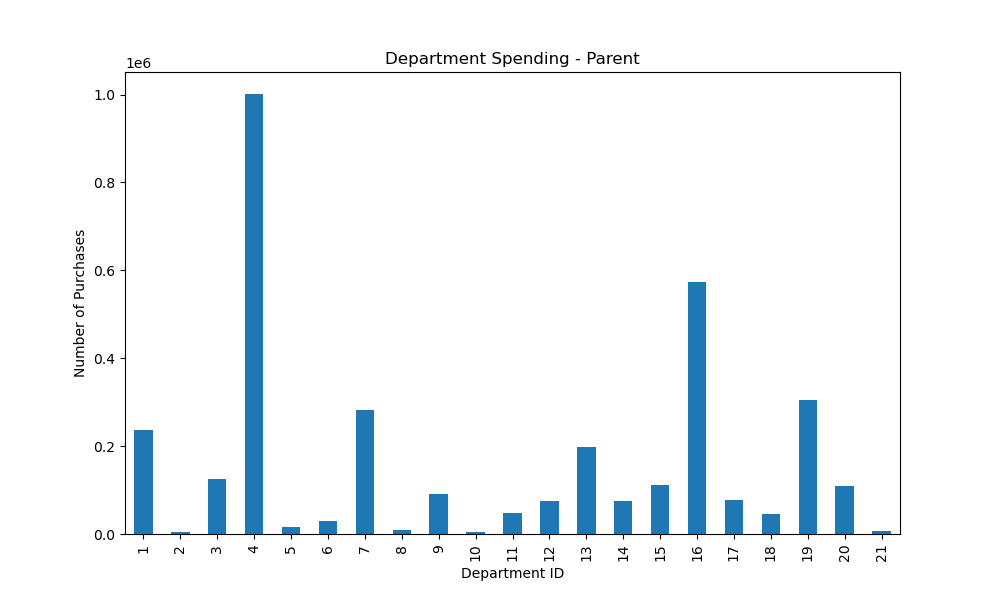 Department Spending - Parent
1e6
1.0
0.8
0.6
0.4
0.2
0.0
Number of Purchases
1 2 3 4 5 6 7 8 9 10 11 12 13 14 15 16 17 18 19 20 21
Department ID